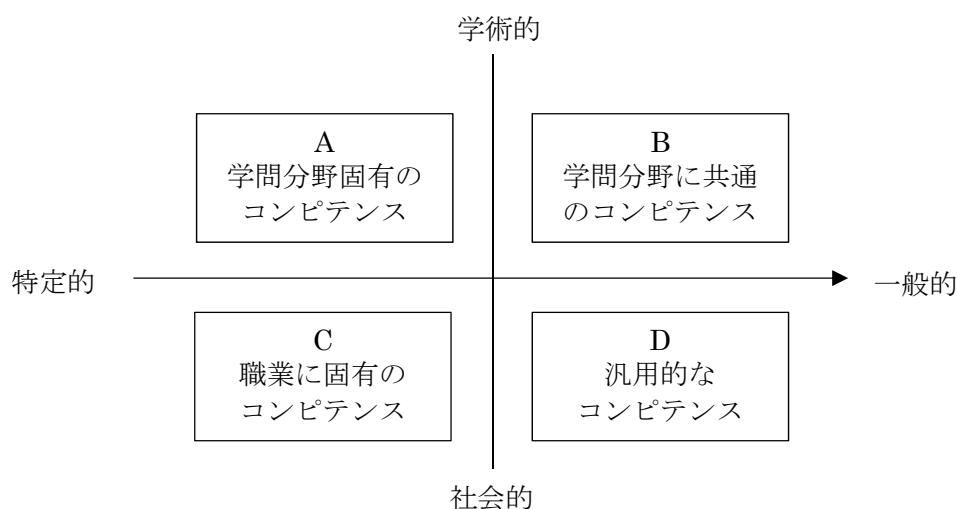 学術的
A
学問分野固有の
コンピテンス
B
学問分野に共通
のコンピテンス
特定的
一般的
C
職業に固有の
コンピテンス
D
汎用的な
コンピテンス
社会的